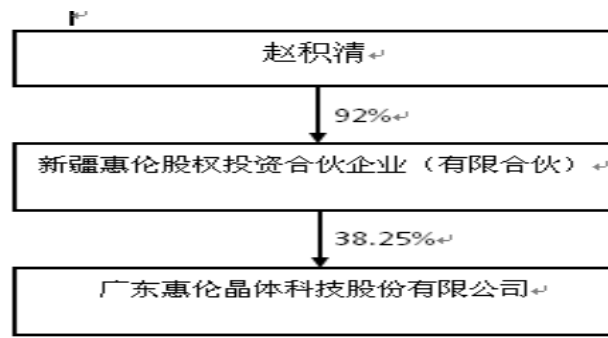 赵积清
92%
新疆惠伦股权投资合伙企业（有限合伙）
38.25%
广东惠伦晶体科技股份有限公司